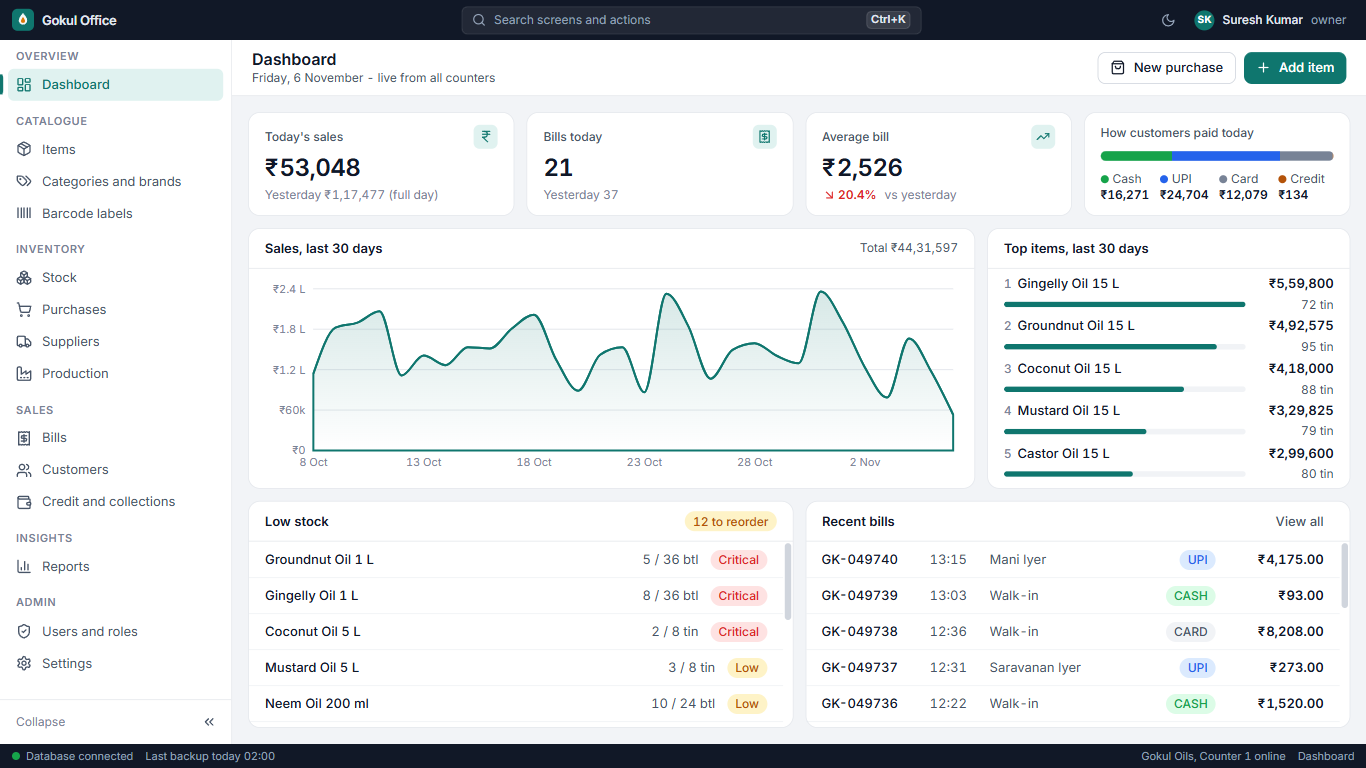 Gokul Office
Search screens and actions Ctrl+K
SK Suresh Kumar owner
OVERVIEW
Dashboard
CATALOGUE
Items
Categories and brands
Barcode labels
INVENTORY
Stock
Purchases
Suppliers
Production
SALES
Bills
Customers
Credit and collections
INSIGHTS
Reports
ADMIN
Users and roles
Settings
Collapse
Dashboard
Friday, 6 November - live from all counters
New purchase
Add item
Today's sales
₹53,048
Yesterday ₹1,17,477 (full day)
Bills today
21
Yesterday 37
Average bill
₹2,526
20.4% vs yesterday
How customers paid today
Cash UPI Card Credit
₹16,271 ₹24,704 ₹12,079 ₹134
Sales, last 30 days Total ₹44,31,597
₹2.4 L
₹1.8 L
₹1.2 L
₹60k
₹0
8 Oct 13 Oct 18 Oct 23 Oct 28 Oct 2 Nov
Top items, last 30 days
1 Gingelly Oil 15 L ₹5,59,800
72 tin
2 Groundnut Oil 15 L ₹4,92,575
95 tin
3 Coconut Oil 15 L ₹4,18,000
88 tin
4 Mustard Oil 15 L ₹3,29,825
79 tin
5 Castor Oil 15 L ₹2,99,600
80 tin
Low stock 12 to reorder
Groundnut Oil 1 L 5 / 36 btl Critical
Gingelly Oil 1 L 8 / 36 btl Critical
Coconut Oil 5 L 2 / 8 tin Critical
Mustard Oil 5 L 3 / 8 tin Low
Neem Oil 200 ml 10 / 24 btl Low
Recent bills View all
GK-049740 13:15 Mani Iyer UPI ₹4,175.00
GK-049739 13:03 Walk-in CASH ₹93.00
GK-049738 12:36 Walk-in CARD ₹8,208.00
GK-049737 12:31 Saravanan Iyer UPI ₹273.00
GK-049736 12:22 Walk-in CASH ₹1,520.00
Database connected Last backup today 02:00
Gokul Oils, Counter 1 online Dashboard